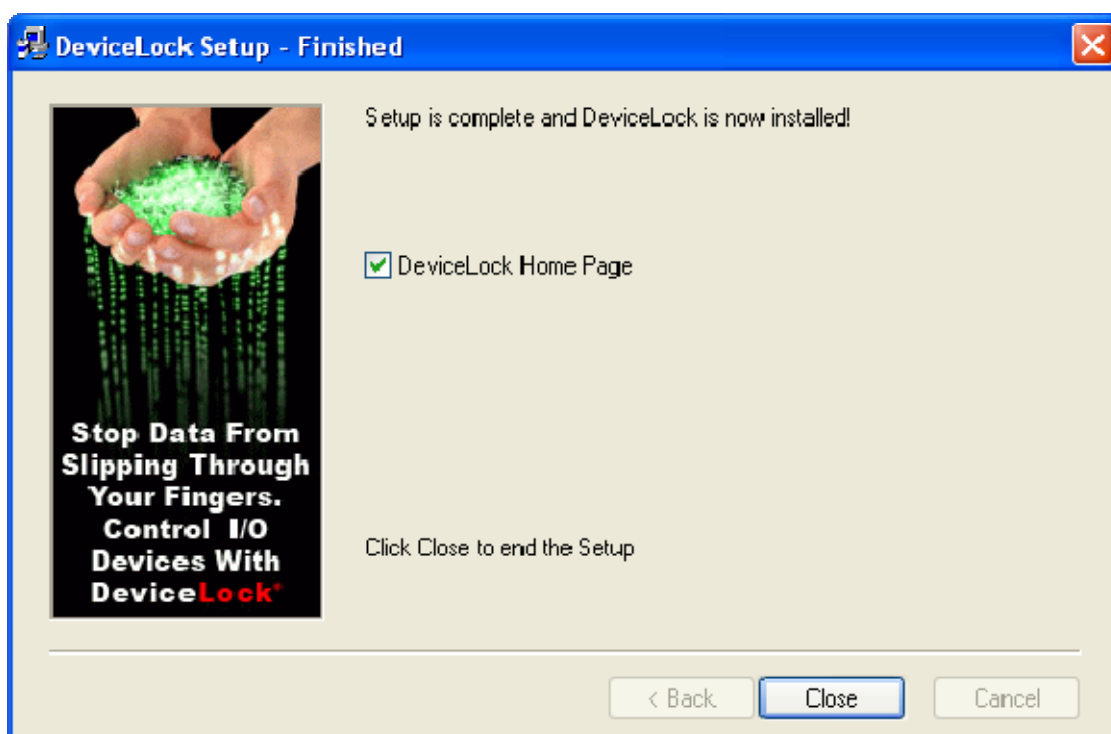 DeviceLock Setup - Finished
Setup is complete and DeviceLock is now installed!
DeviceLock Home Page
Stop Data From
Slipping Through
Your Fingers.
Control I/O
Devices With
DeviceLock®
Click Close to end the Setup
< Back
Close
Cancel